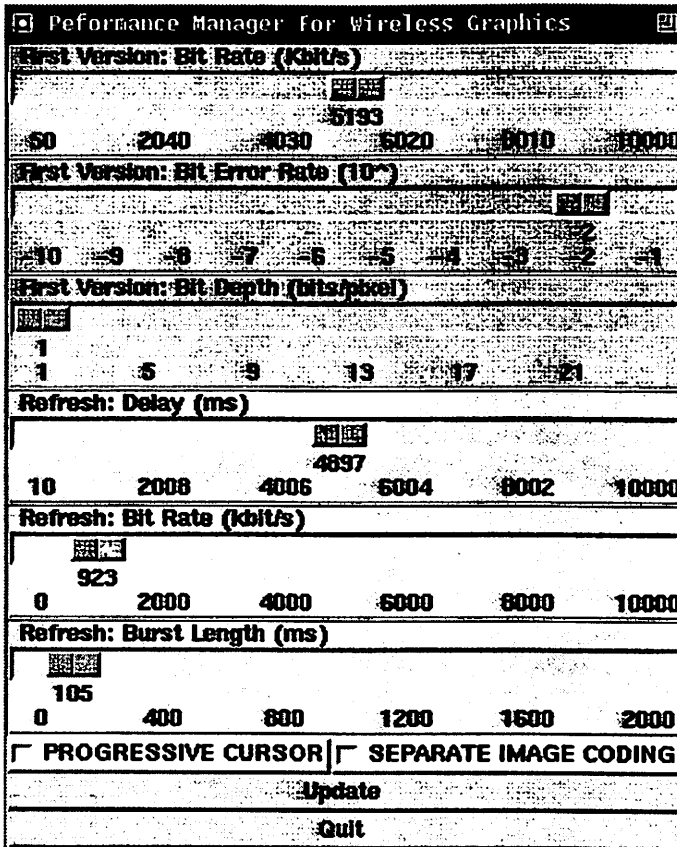 Peformance Manager For Wireless Graphics
First Version: Bit Rate (Kbit/s)
5193
50 2040 4030 6020 8010 10000
First Version: Bit Error Rate (10^)
-2
-10 -9 -8 -7 -6 -5 -4 -3 -2 -1
First Version: Bit Depth (bits/pixel)
1
1 5 9 13 17 21
Refresh: Delay (ms)
4897
10 2008 4006 6004 8002 10000
Refresh: Bit Rate (kbit/s)
923
0 2000 4000 6000 8000 10000
Refresh: Burst Length (ms)
105
0 400 800 1200 1600 2000
PROGRESSIVE CURSOR SEPARATE IMAGE CODING
Update
Quit